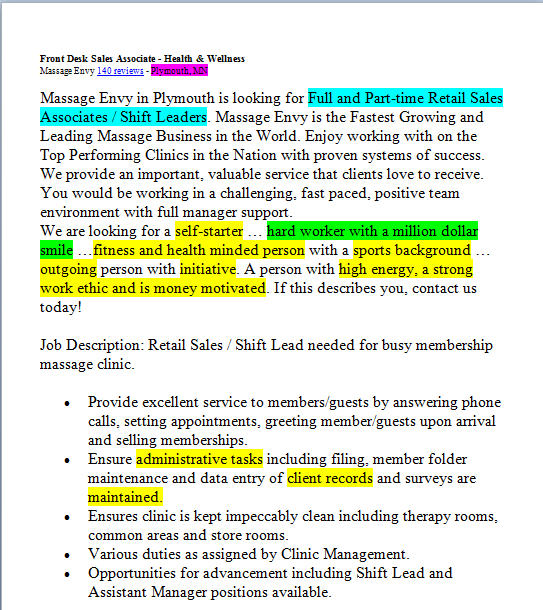 Front Desk Sales Associate - Health & Wellness
Massage Envy 140 reviews - Plymouth, MN
Massage Envy in Plymouth is looking for Full and Part-time Retail Sales
Associates / Shift Leaders. Massage Envy is the Fastest Growing and
Leading Massage Business in the World. Enjoy working with on the
Top Performing Clinics in the Nation with proven systems of success.
We provide an important, valuable service that clients love to receive.
You would be working in a challenging, fast paced, positive team
environment with full manager support.
We are looking for a self-starter … hard worker with a million dollar
smile …fitness and health minded person with a sports background …
outgoing person with initiative. A person with high energy, a strong
work ethic and is money motivated. If this describes you, contact us
today!
Job Description: Retail Sales / Shift Lead needed for busy membership
massage clinic.
• Provide excellent service to members/guests by answering phone
calls, setting appointments, greeting member/guests upon arrival
and selling memberships.
• Ensure administrative tasks including filing, member folder
maintenance and data entry of client records and surveys are
maintained.
• Ensures clinic is kept impeccably clean including therapy rooms,
common areas and store rooms.
• Various duties as assigned by Clinic Management.
• Opportunities for advancement including Shift Lead and
Assistant Manager positions available.